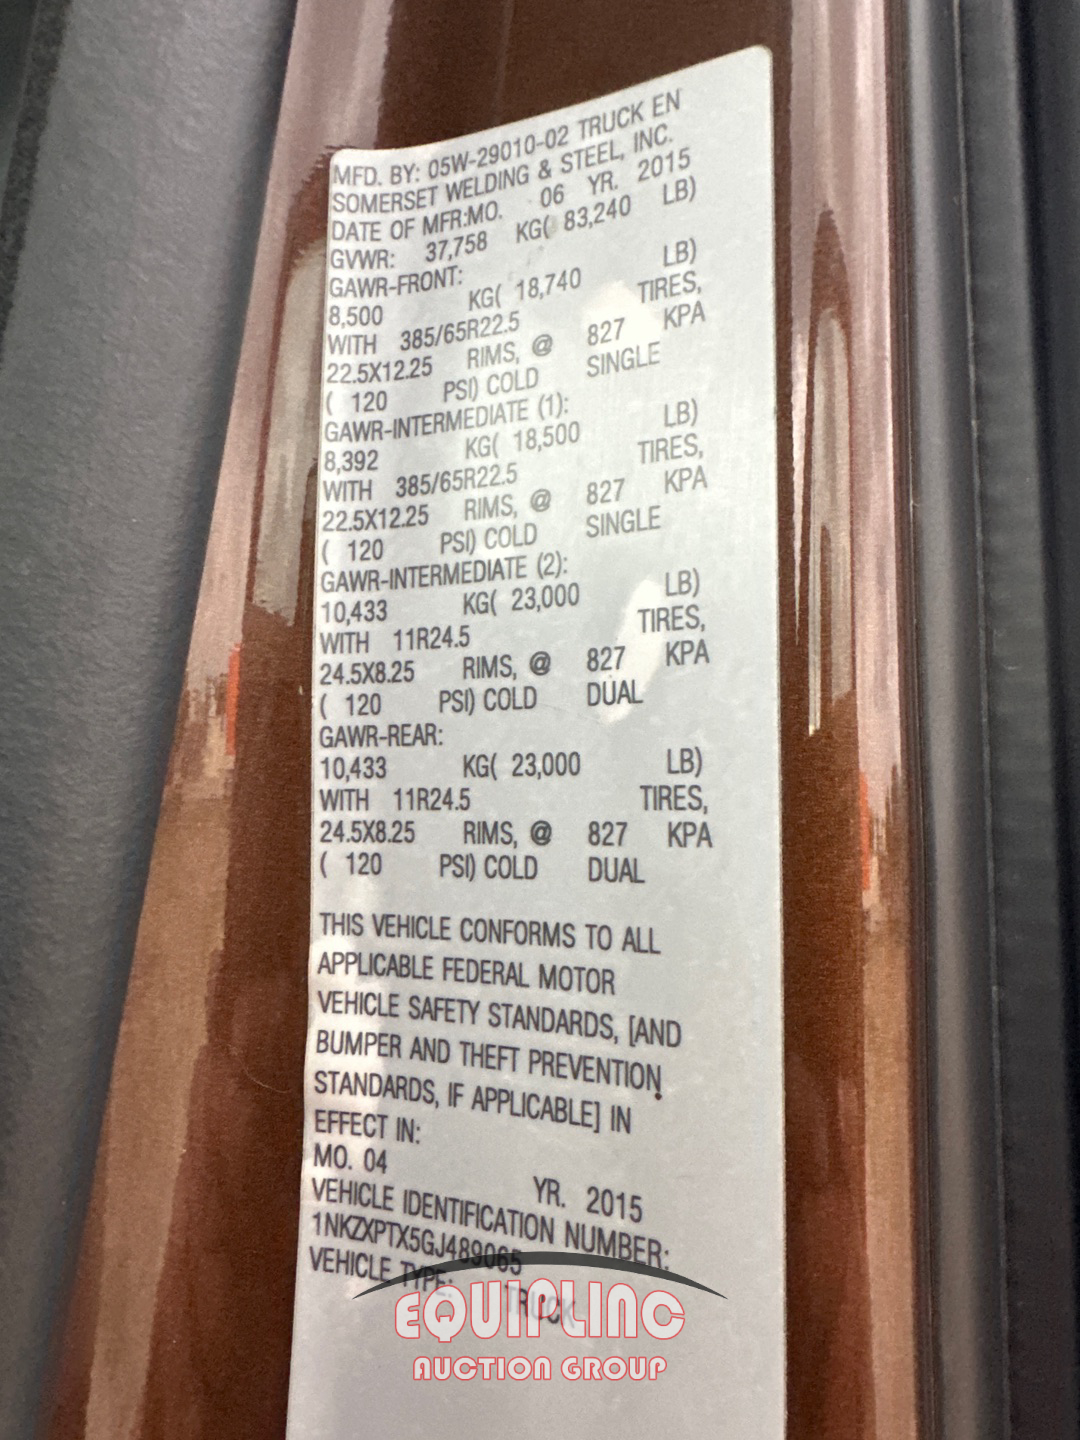 MFD. BY: 05W-29010-02 TRUCK EN
SOMERSET WELDING & STEEL, INC.
DATE OF MFR:MO. 06 YR. 2015
GVWR: 37,758 KG( 83,240 LB)
GAWR-FRONT:
8,500 KG( 18,740 LB)
WITH 385/65R22.5 TIRES,
22.5X12.25 RIMS, @ 827 KPA
( 120 PSI) COLD SINGLE
GAWR-INTERMEDIATE (1):
8,392 KG( 18,500 LB)
WITH 385/65R22.5 TIRES,
22.5X12.25 RIMS, @ 827 KPA
( 120 PSI) COLD SINGLE
GAWR-INTERMEDIATE (2):
10,433 KG( 23,000 LB)
WITH 11R24.5 TIRES,
24.5X8.25 RIMS, @ 827 KPA
( 120 PSI) COLD DUAL
GAWR-REAR:
10,433 KG( 23,000 LB)
WITH 11R24.5 TIRES,
24.5X8.25 RIMS, @ 827 KPA
( 120 PSI) COLD DUAL
THIS VEHICLE CONFORMS TO ALL
APPLICABLE FEDERAL MOTOR
VEHICLE SAFETY STANDARDS, [AND
BUMPER AND THEFT PREVENTION
STANDARDS, IF APPLICABLE] IN
EFFECT IN:
MO. 04 YR. 2015
VEHICLE IDENTIFICATION NUMBER:
1NKZXPTX5GJ489065
VEHICLE TYPE: TRUCK
EQUIPLINC
AUCTION GROUP